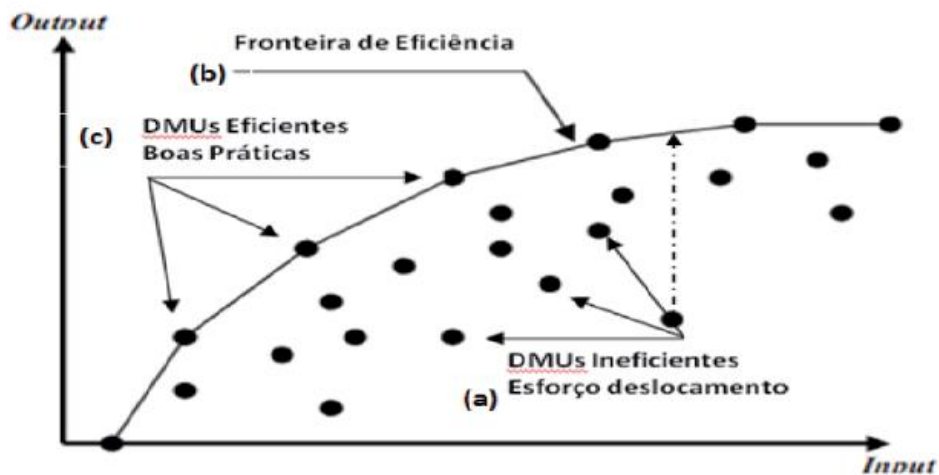 Output
Fronteira de Eficiência
(b)
(c) DMUs Eficientes
Boas Práticas
DMUs Ineficientes
(a) Esforço deslocamento
Input